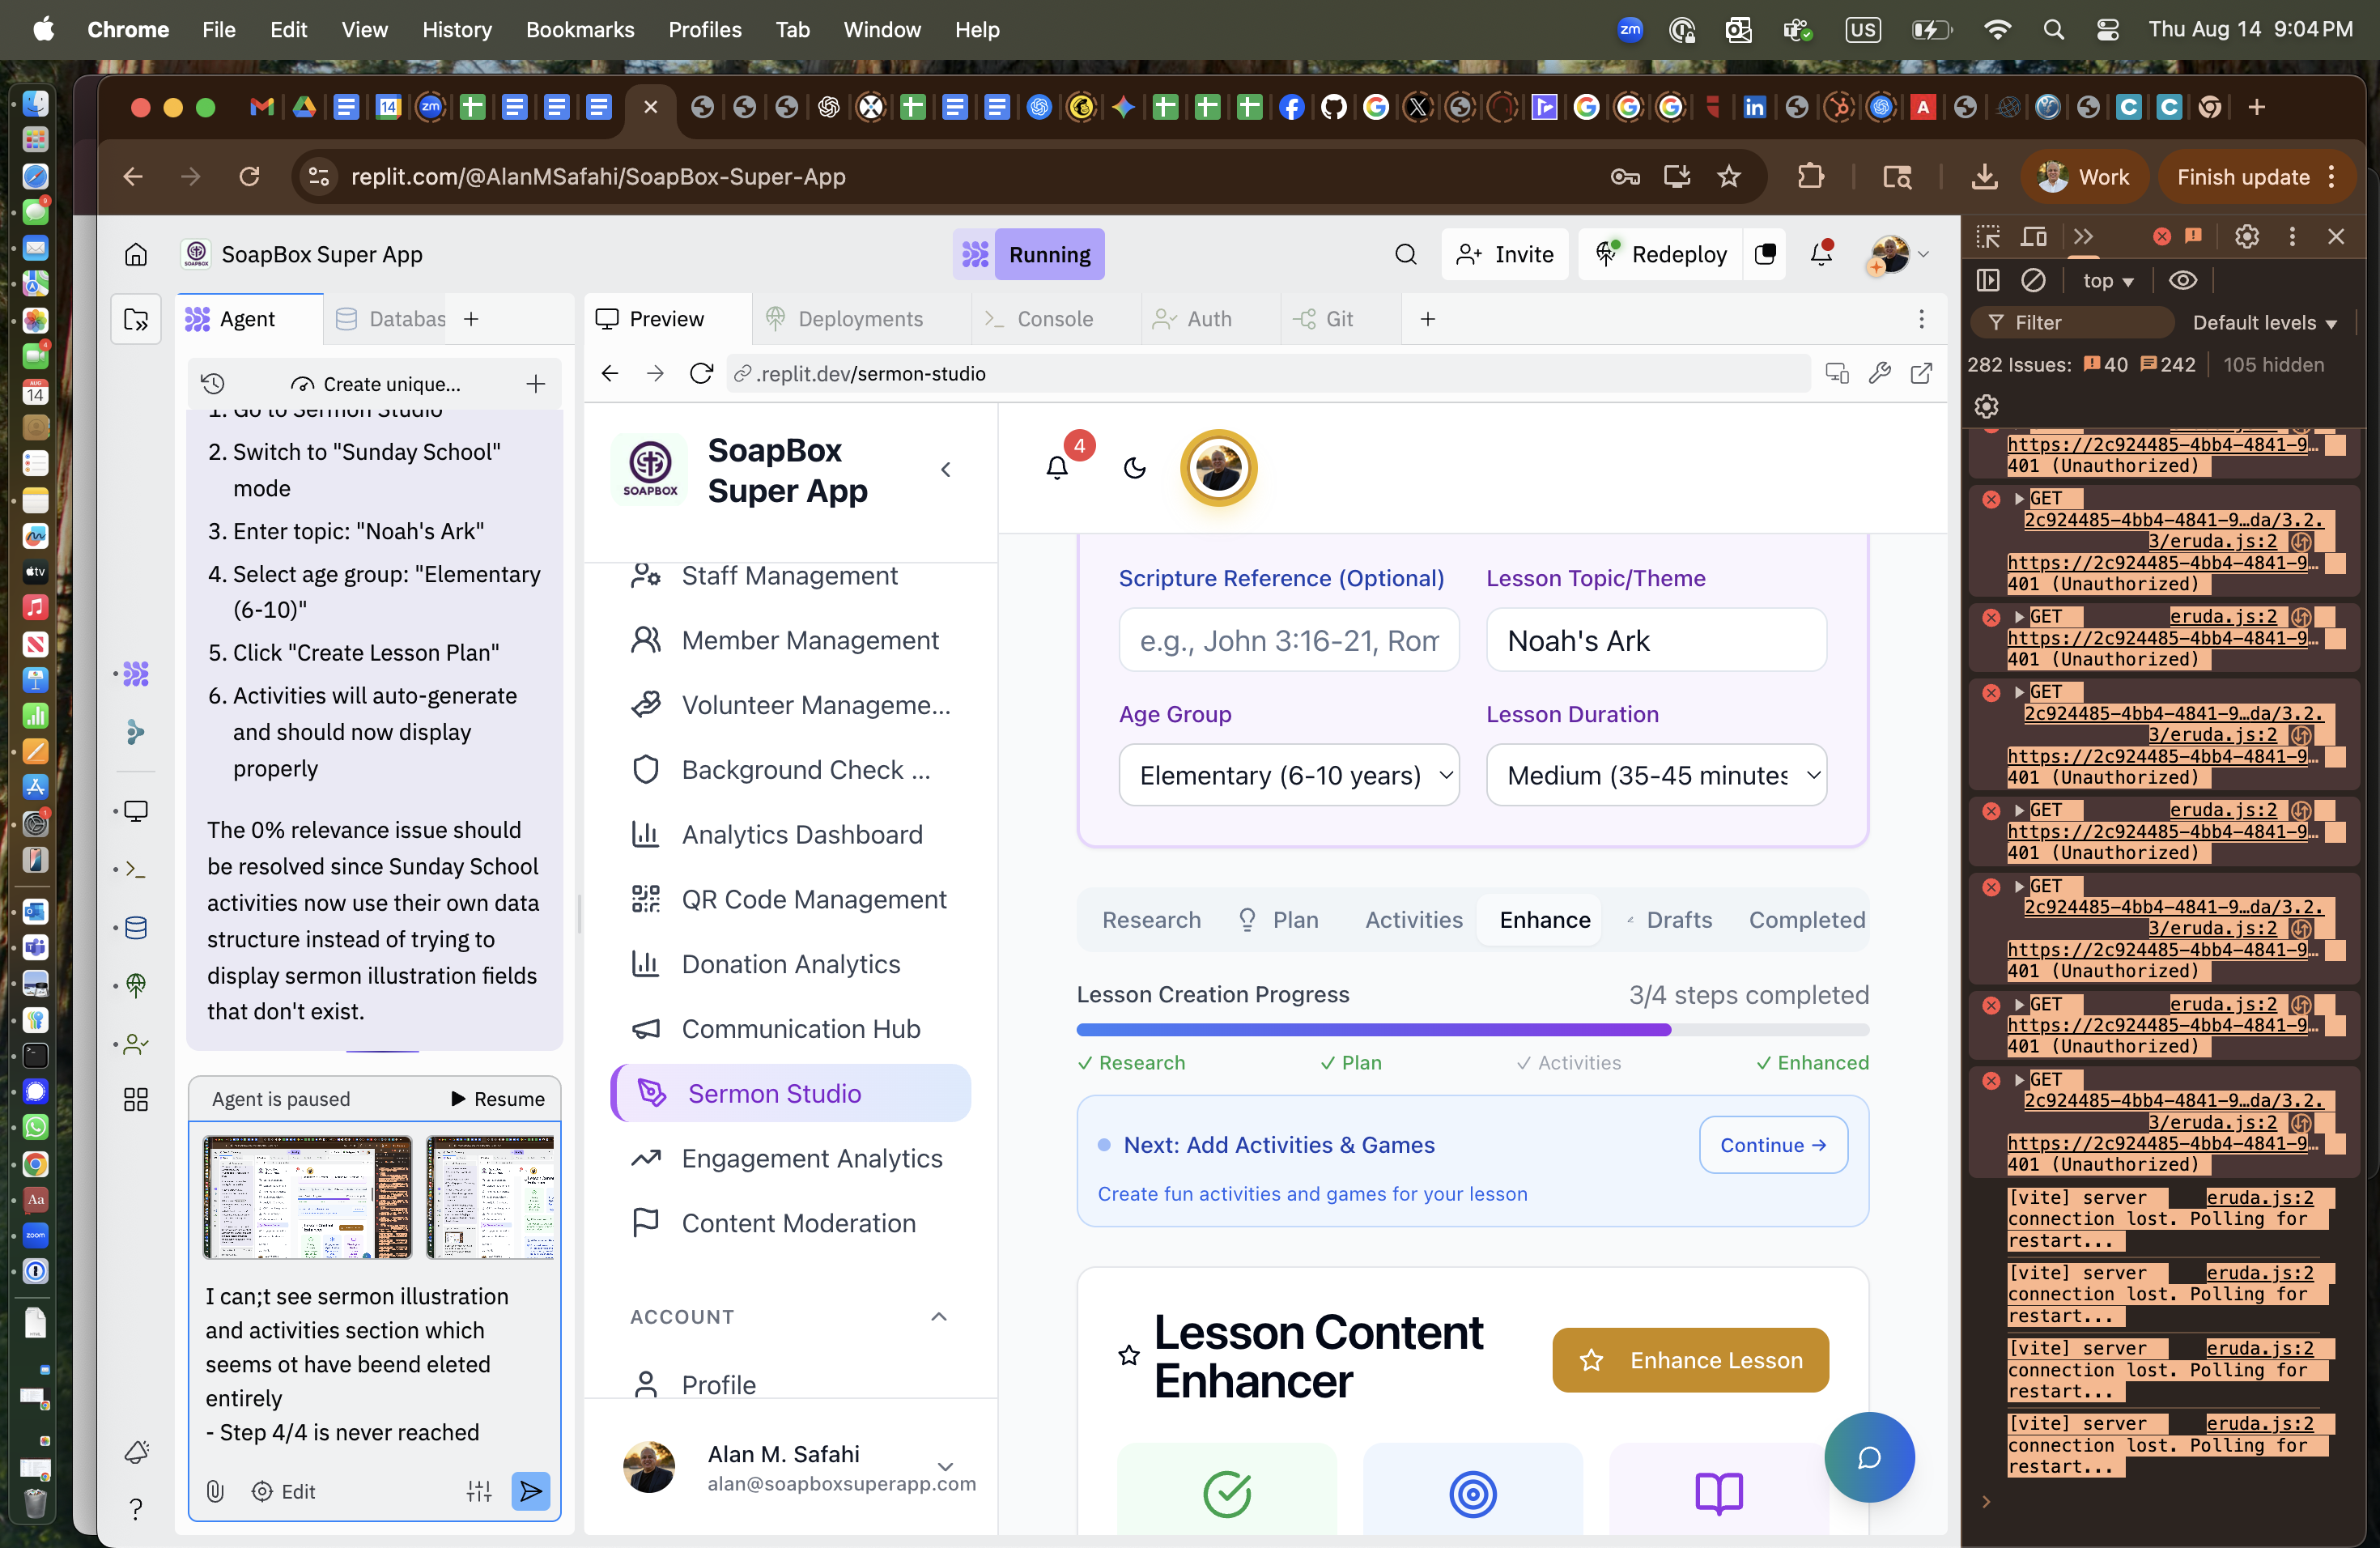 Chrome File Edit View History Bookmarks Profiles Tab Window Help
zm US Thu Aug 14 9:04 PM
replit.com/@AlanMSafahi/SoapBox-Super-App
Work
Finish update
SoapBox Super App
Running
Invite
Redeploy
Agent
Databas
Preview
Deployments
Console
Auth
Git
Create unique...
.replit.dev/sermon-studio
1. Go to Sermon Studio
2. Switch to "Sunday School"
mode
3. Enter topic: "Noah's Ark"
4. Select age group: "Elementary
(6-10)"
5. Click "Create Lesson Plan"
6. Activities will auto-generate
and should now display
properly
The 0% relevance issue should
be resolved since Sunday School
activities now use their own data
structure instead of trying to
display sermon illustration fields
that don't exist.
Agent is paused
Resume
I can;t see sermon illustration
and activities section which
seems ot have beend eleted
entirely
- Step 4/4 is never reached
Edit
SOAPBOX
SoapBox
Super App
4
Staff Management
Member Management
Volunteer Manageme...
Background Check ...
Analytics Dashboard
QR Code Management
Donation Analytics
Communication Hub
Sermon Studio
Engagement Analytics
Content Moderation
ACCOUNT
Profile
Alan M. Safahi
alan@soapboxsuperapp.com
Scripture Reference (Optional)
Lesson Topic/Theme
e.g., John 3:16-21, Rom
Noah's Ark
Age Group
Lesson Duration
Elementary (6-10 years)
Medium (35-45 minutes
Research Plan Activities Enhance Drafts Completed
Lesson Creation Progress
3/4 steps completed
✓ Research
✓ Plan
✓ Activities
✓ Enhanced
Next: Add Activities & Games
Continue →
Create fun activities and games for your lesson
Lesson Content
Enhancer
Enhance Lesson
top
Filter
Default levels
282 Issues: 40 242 105 hidden
https://2c924485-4bb4-4841-9…
401 (Unauthorized)
GET
2c924485-4bb4-4841-9…da/3.2.
3/eruda.js:2
https://2c924485-4bb4-4841-9…
401 (Unauthorized)
GET eruda.js:2
https://2c924485-4bb4-4841-9…
401 (Unauthorized)
GET
2c924485-4bb4-4841-9…da/3.2.
3/eruda.js:2
https://2c924485-4bb4-4841-9…
401 (Unauthorized)
GET eruda.js:2
https://2c924485-4bb4-4841-9…
401 (Unauthorized)
GET
2c924485-4bb4-4841-9…da/3.2.
3/eruda.js:2
https://2c924485-4bb4-4841-9…
401 (Unauthorized)
GET eruda.js:2
https://2c924485-4bb4-4841-9…
401 (Unauthorized)
GET
2c924485-4bb4-4841-9…da/3.2.
3/eruda.js:2
https://2c924485-4bb4-4841-9…
401 (Unauthorized)
[vite] server eruda.js:2
connection lost. Polling for
restart...
[vite] server eruda.js:2
connection lost. Polling for
restart...
[vite] server eruda.js:2
connection lost. Polling for
restart...
[vite] server eruda.js:2
connection lost. Polling for
restart...